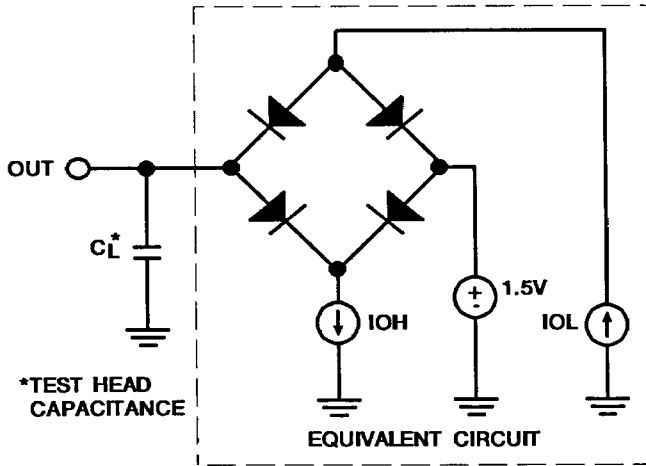 OUT
CL*
IOH
+
-
1.5V
IOL
*TEST HEAD
CAPACITANCE
EQUIVALENT CIRCUIT